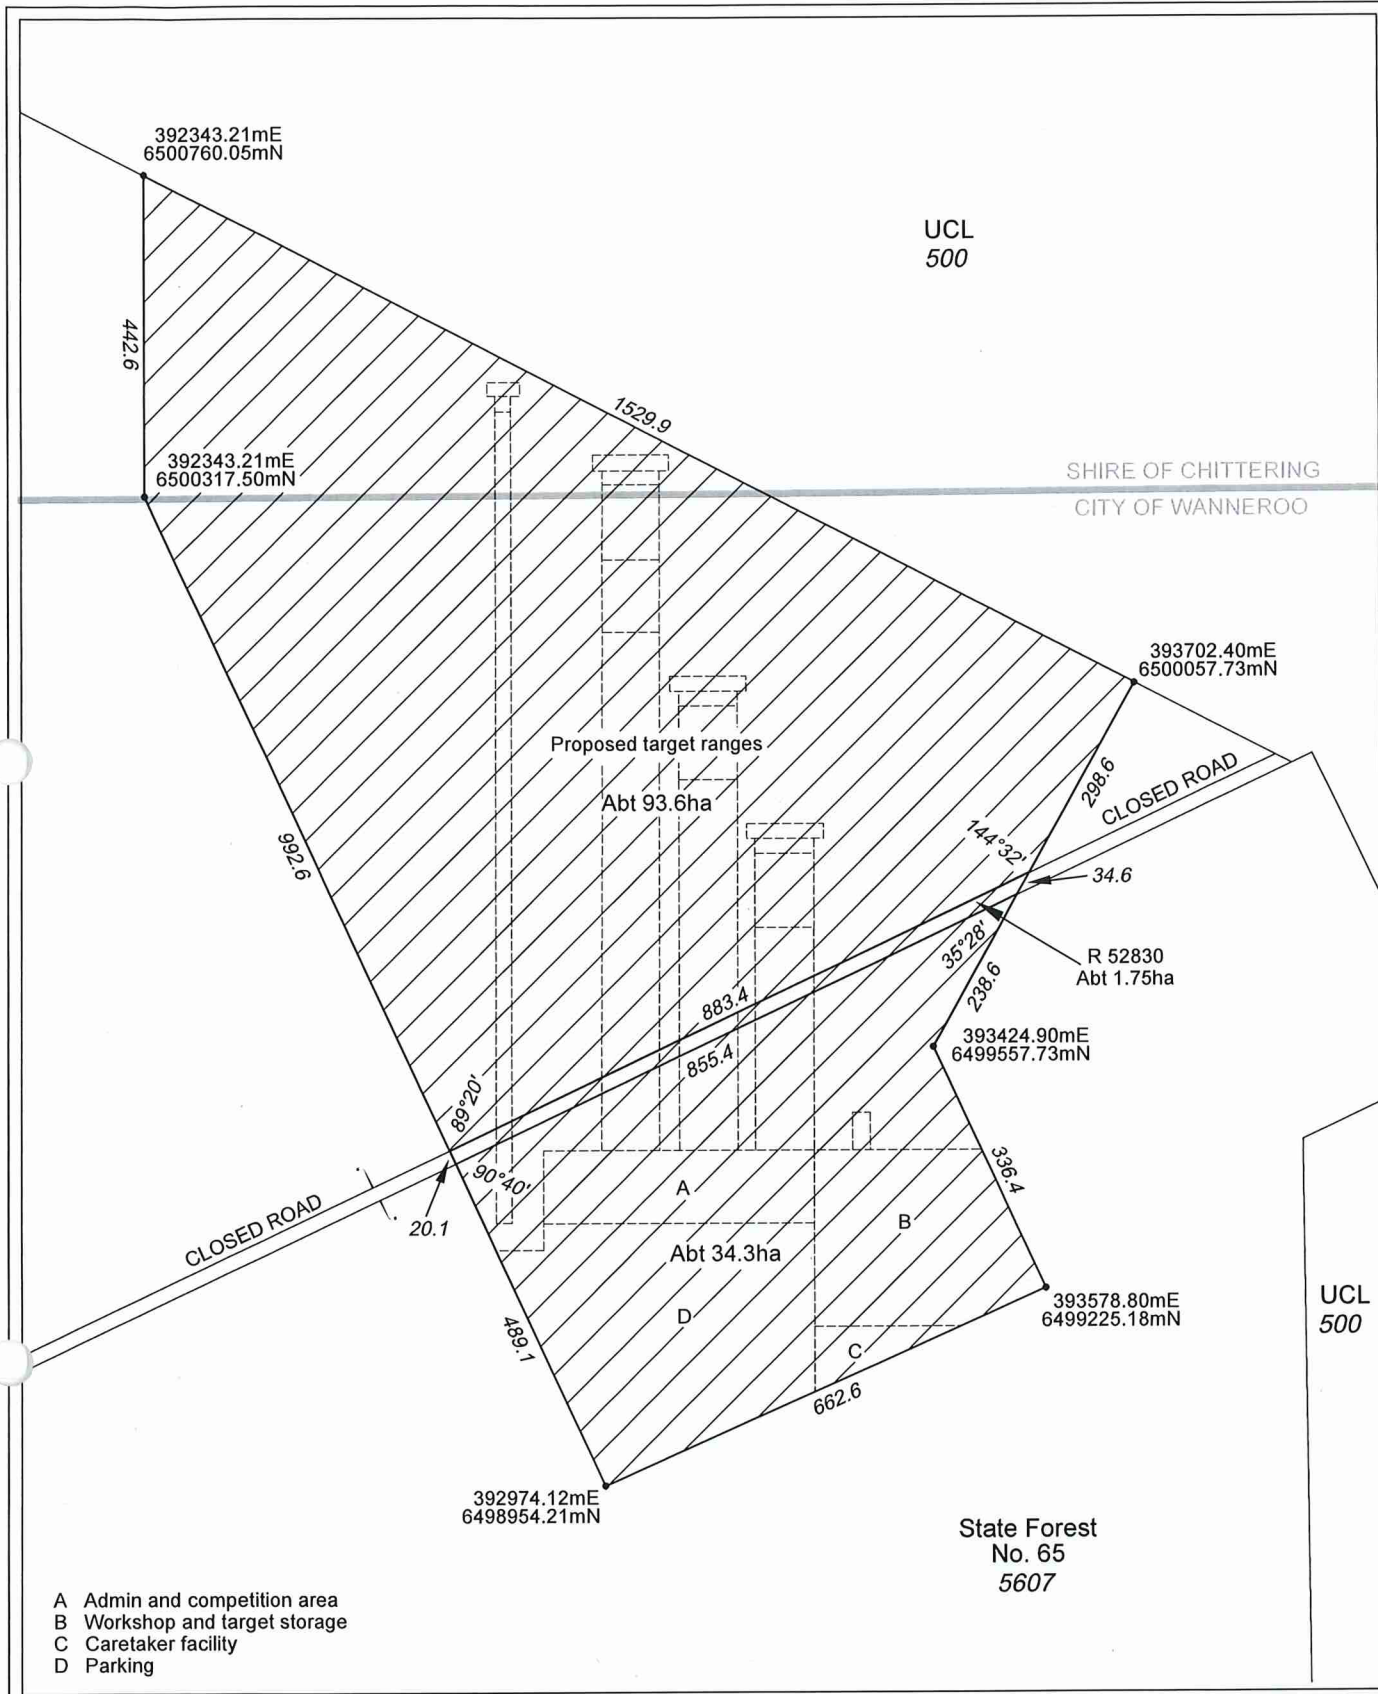 392343.21mE
6500760.05mN
UCL
500
442.6
1529.9
392343.21mE
6500317.50mN
SHIRE OF CHITTERING
CITY OF WANNEROO
393702.40mE
6500057.73mN
Proposed target ranges
298.6
CLOSED ROAD
Abt 93.6ha
992.6
144°32'
34.6
35°28'
R 52830
Abt 1.75ha
238.6
883.4
855.4
393424.90mE
6499557.73mN
89°20'
90°40'
336.4
CLOSED ROAD
20.1
A
B
Abt 34.3ha
D
C
489.1
393578.80mE
6499225.18mN
UCL
500
662.6
392974.12mE
6498954.21mN
State Forest
No. 65
5607
A Admin and competition area
B Workshop and target storage
C Caretaker facility
D Parking